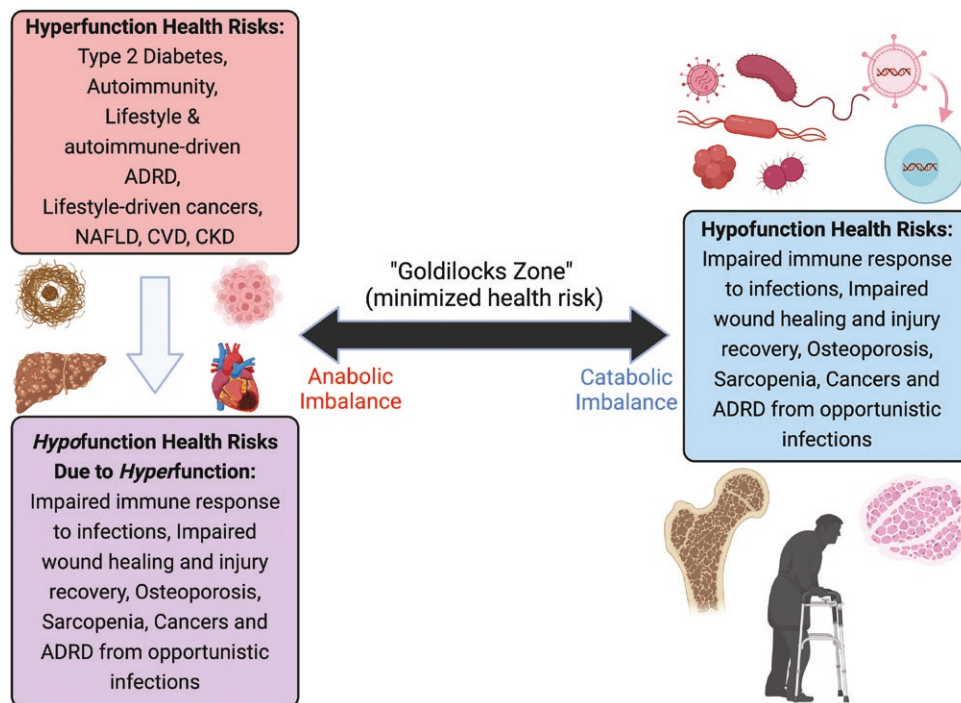 Hyperfunction Health Risks:
Type 2 Diabetes,
Autoimmunity,
Lifestyle &
autoimmune-driven
ADRD,
Lifestyle-driven cancers,
NAFLD, CVD, CKD
"Goldilocks Zone"
(minimized health risk)
Anabolic
Imbalance
Catabolic
Imbalance
Hypofunction Health Risks:
Impaired immune response
to infections, Impaired
wound healing and injury
recovery, Osteoporosis,
Sarcopenia, Cancers and
ADRD from opportunistic
infections
Hypofunction Health Risks
Due to Hyperfunction:
Impaired immune response
to infections, Impaired
wound healing and injury
recovery, Osteoporosis,
Sarcopenia, Cancers and
ADRD from opportunistic
infections